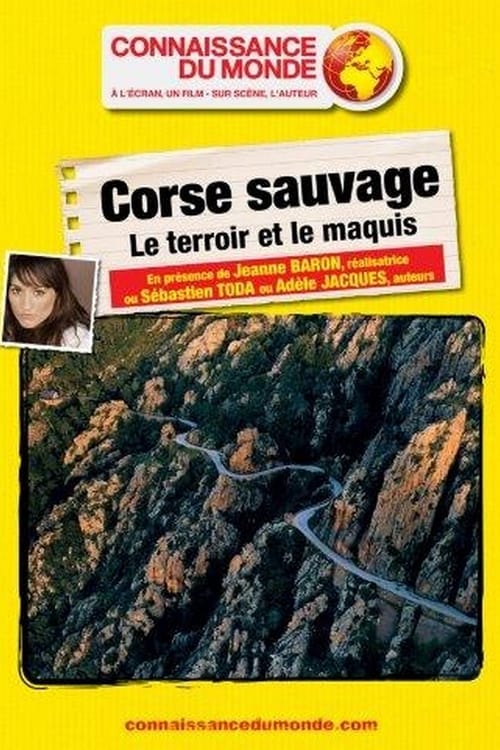 CONNAISSANCE
DU MONDE
À L'ÉCRAN, UN FILM - SUR SCÈNE, L'AUTEUR
Corse sauvage
Le terroir et le maquis
En présence de Jeanne BARON, réalisatrice
ou Sébastien TODA ou Adèle JACQUES, auteurs
connaissancedumonde.com